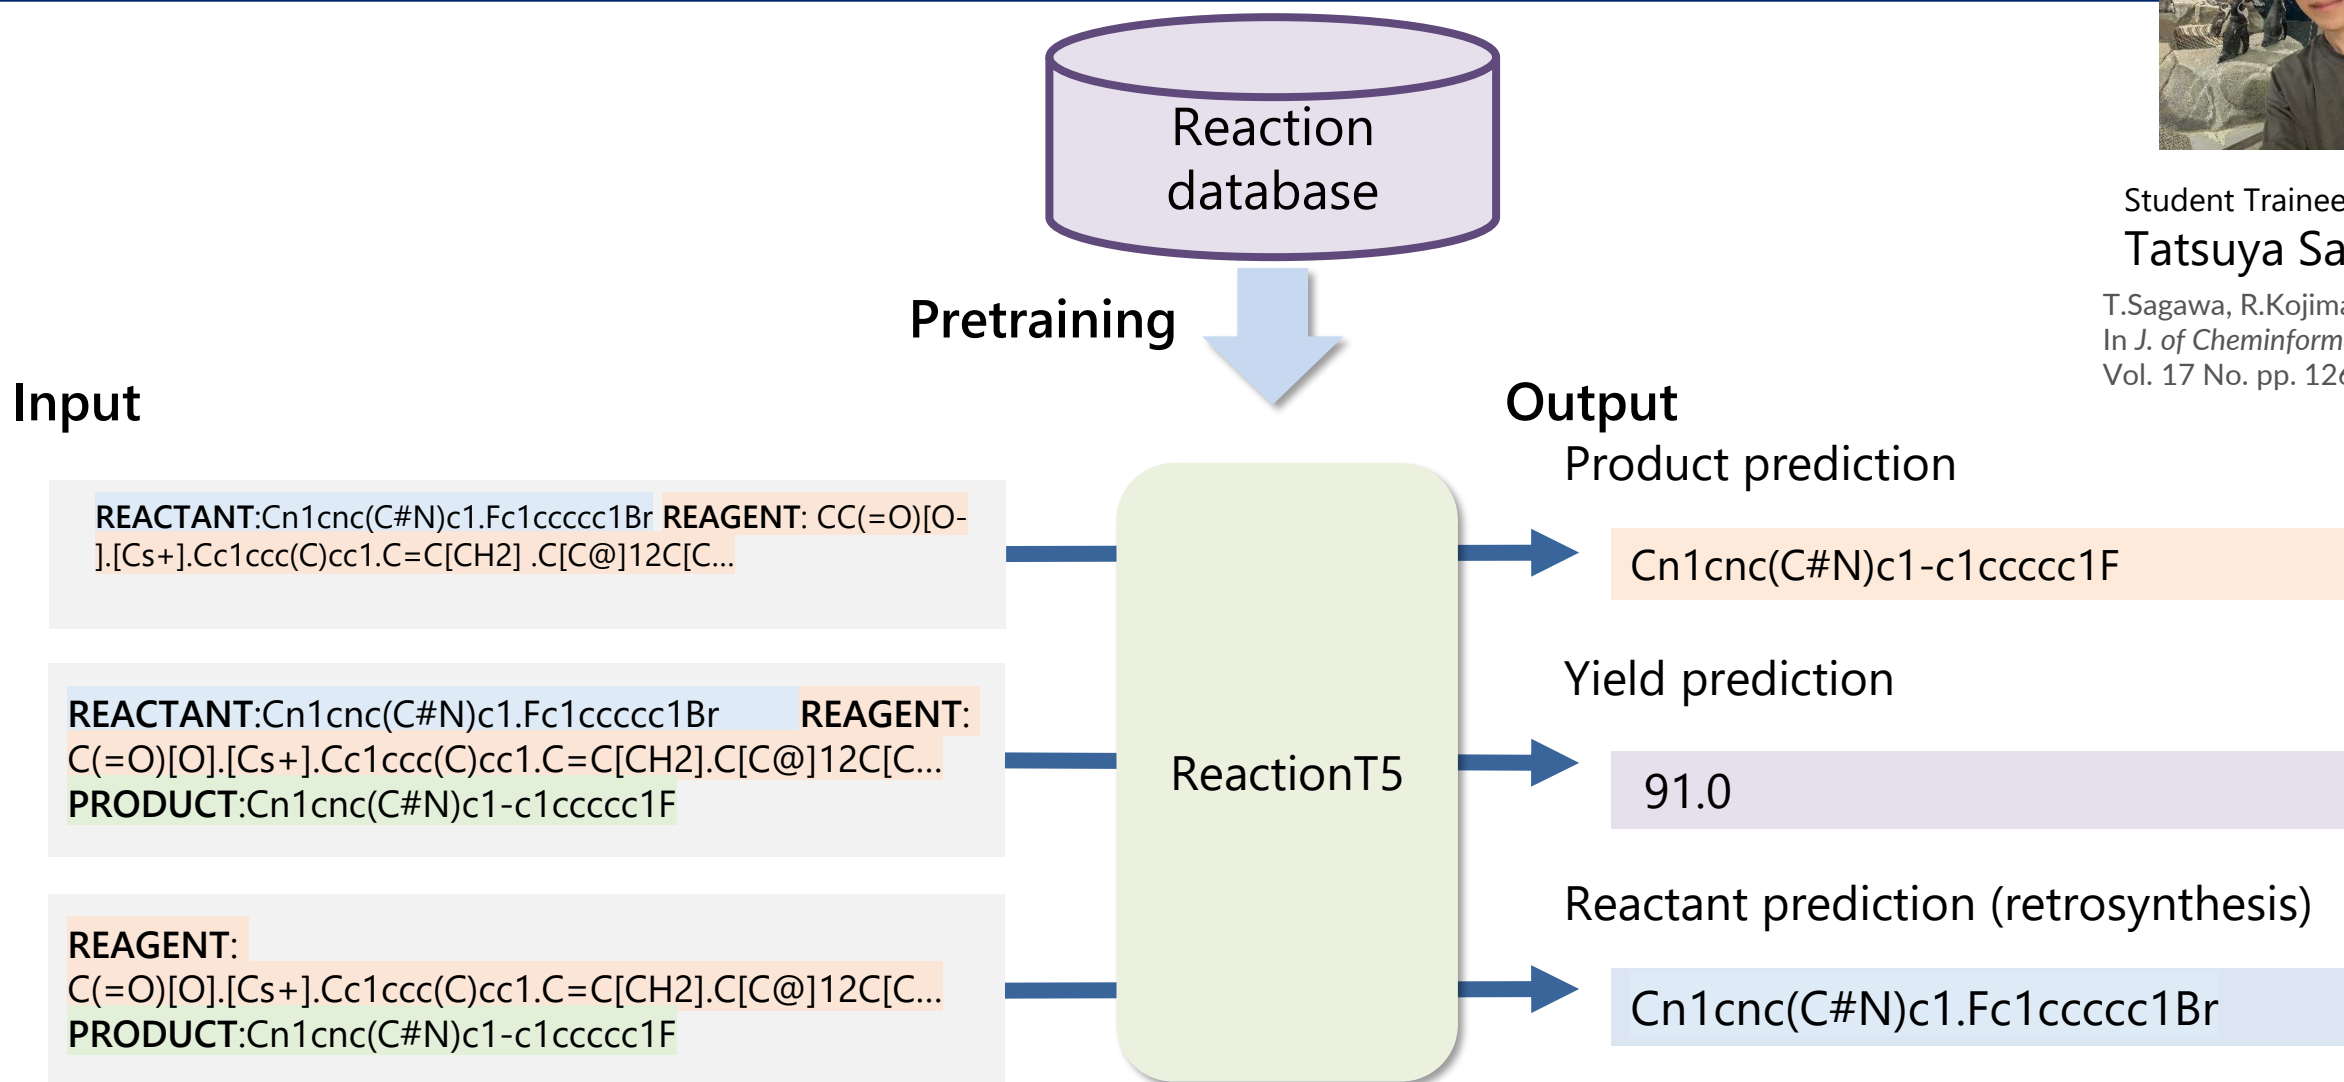 Reaction
database
Student Trainee
Tatsuya
T.Sagawa, R.Kojima
In J. of
Vol. 17 No. pp.
Pretraining
Input
Output
Product prediction
REACTANT:Cn1cnc(C#N)c1.Fc1ccccc1Br REAGENT: CC(=O)[O-
].[Cs+].Cc1ccc(C)cc1.C=C[CH2] .C[C@]12C[C...
Cn1cnc(C#N)c1-c1ccccc1F
Yield prediction
REACTANT:Cn1cnc(C#N)c1.Fc1ccccc1Br REAGENT:
C(=O)[O].[Cs+].Cc1ccc(C)cc1.C=C[CH2].C[C@]12C[C...
PRODUCT:Cn1cnc(C#N)c1-c1ccccc1F
ReactionT5
91.0
Reactant prediction (retrosynthesis)
REAGENT:
C(=O)[O].[Cs+].Cc1ccc(C)cc1.C=C[CH2].C[C@]12C[C...
PRODUCT:Cn1cnc(C#N)c1-c1ccccc1F
Cn1cnc(C#N)c1.Fc1ccccc1Br